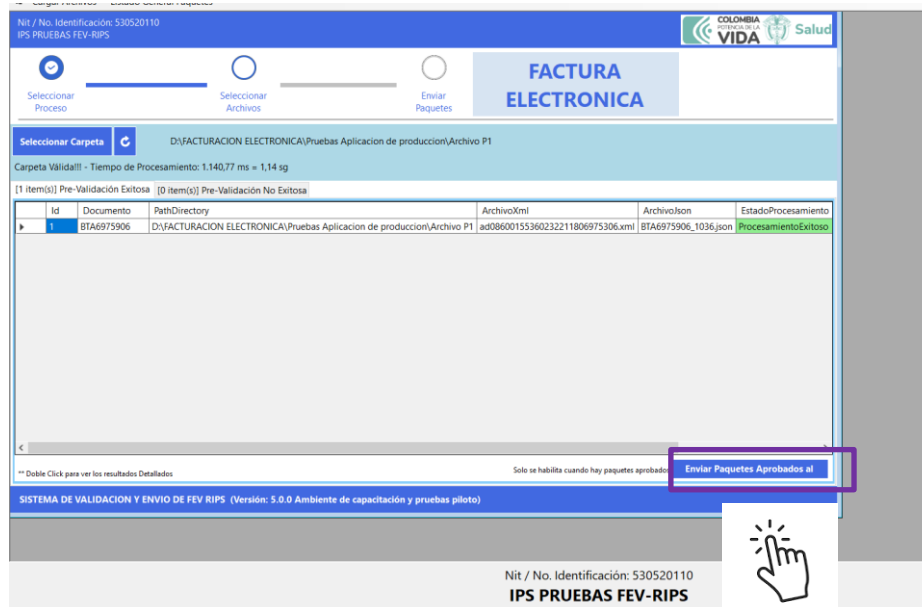 Cargar Archivos Listado General Paquetes
Nit / No. Identificación: 530520110
IPS PRUEBAS FEV-RIPS
COLOMBIA
POTENCIA DE LA
VIDA
Salud
Seleccionar
Proceso
Seleccionar
Archivos
Enviar
Paquetes
FACTURA
ELECTRONICA
Seleccionar Carpeta D:\FACTURACION ELECTRONICA\Pruebas Aplicacion de produccion\Archivo P1
Carpeta Válida!!! - Tiempo de Procesamiento: 1.140,77 ms = 1,14 sg
[1 item(s)] Pre-Validación Exitosa [0 item(s)] Pre-Validación No Exitosa
Id Documento PathDirectory ArchivoXml ArchivoJson EstadoProcesamiento
1 BTA6975906 D:\FACTURACION ELECTRONICA\Pruebas Aplicacion de produccion\Archivo P1 ad08600155360232211806975306.xml BTA6975906_1036.json ProcesamientoExitoso
** Doble Click para ver los resultados Detallados Solo se habilita cuando hay paquetes aprobados Enviar Paquetes Aprobados al
SISTEMA DE VALIDACION Y ENVIO DE FEV RIPS (Versión: 5.0.0 Ambiente de capacitación y pruebas piloto)
Nit / No. Identificación: 530520110
IPS PRUEBAS FEV-RIPS